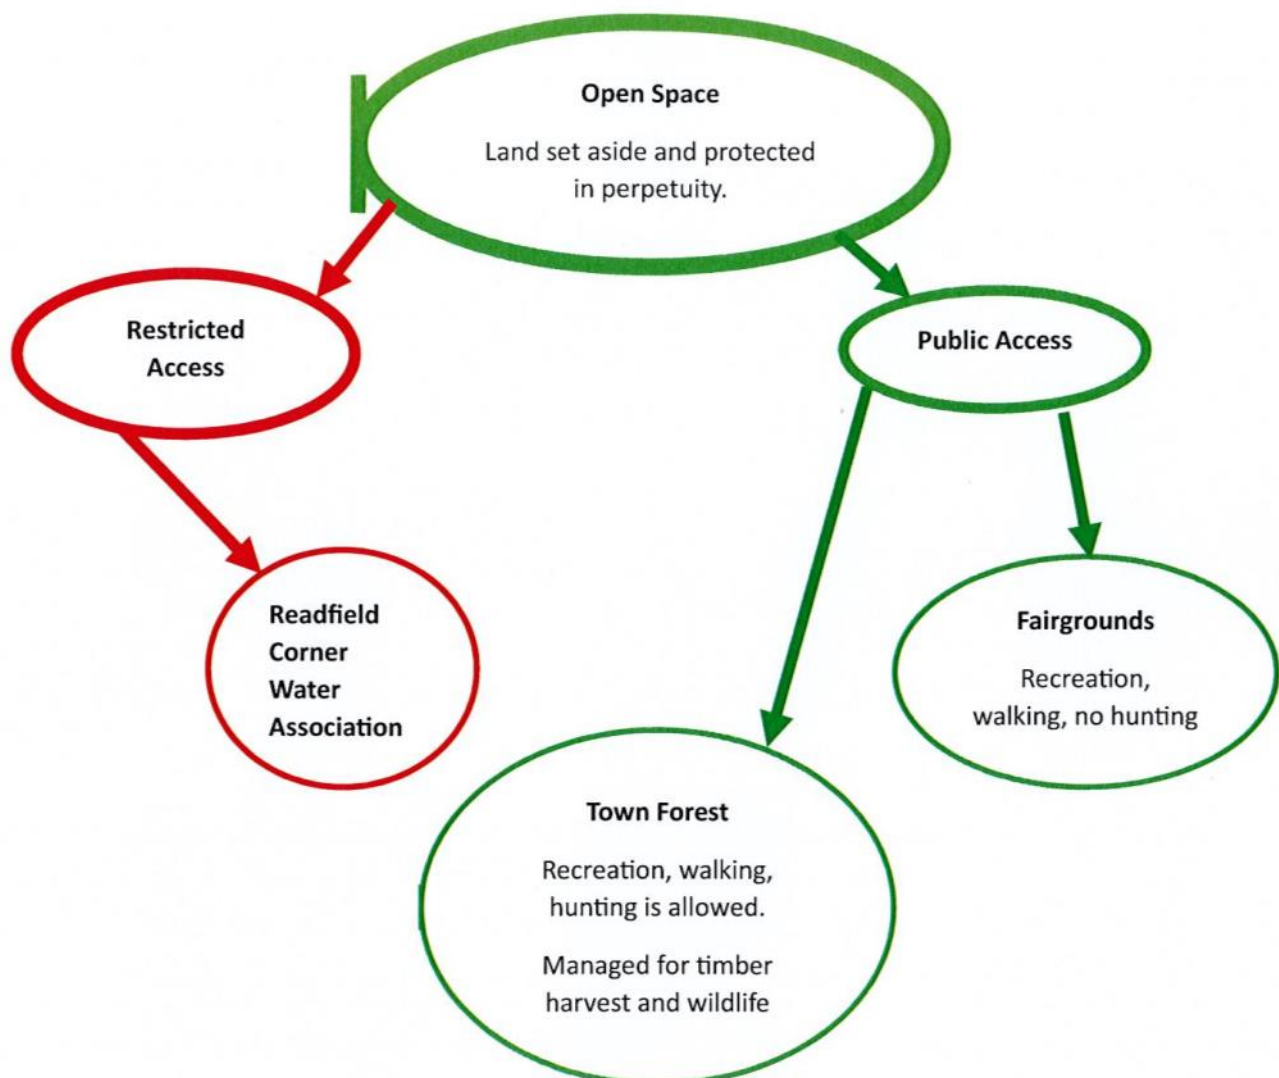 Open Space
Land set aside and protected
in perpetuity.
Restricted
Access
Public Access
Readfield
Corner
Water
Association
Fairgrounds
Recreation,
walking, no hunting
Town Forest
Recreation, walking,
hunting is allowed.
Managed for timber
harvest and wildlife